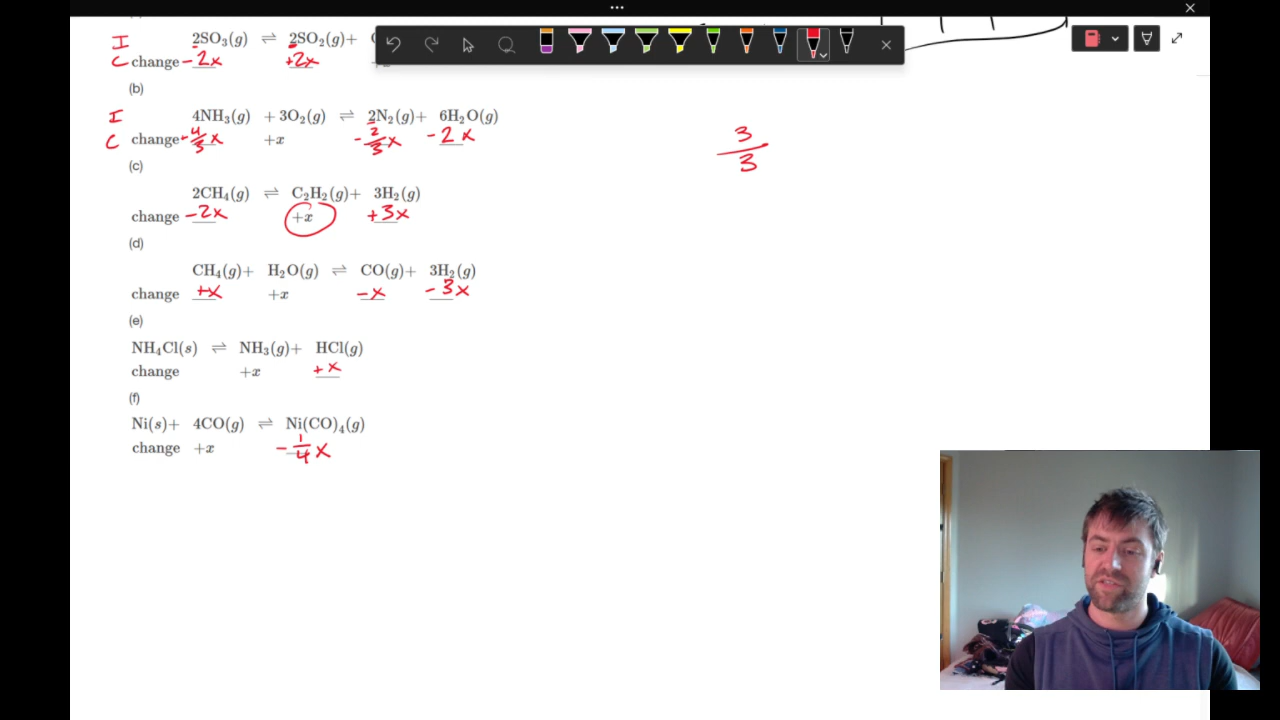 I 2SO₃(g) ⇌ 2SO₂(g)+
C change -2x +2x
(b)
I 4NH₃(g) + 3O₂(g) ⇌ 2N₂(g)+ 6H₂O(g)
C change -4/3x +x -2/3x -2x
3/3
(c)
2CH₄(g) ⇌ C₂H₂(g)+ 3H₂(g)
change -2x +x +3x
(d)
CH₄(g)+ H₂O(g) ⇌ CO(g)+ 3H₂(g)
change +x +x -x -3x
(e)
NH₄Cl(s) ⇌ NH₃(g)+ HCl(g)
change +x +x
(f)
Ni(s)+ 4CO(g) ⇌ Ni(CO)₄(g)
change +x -1/4x